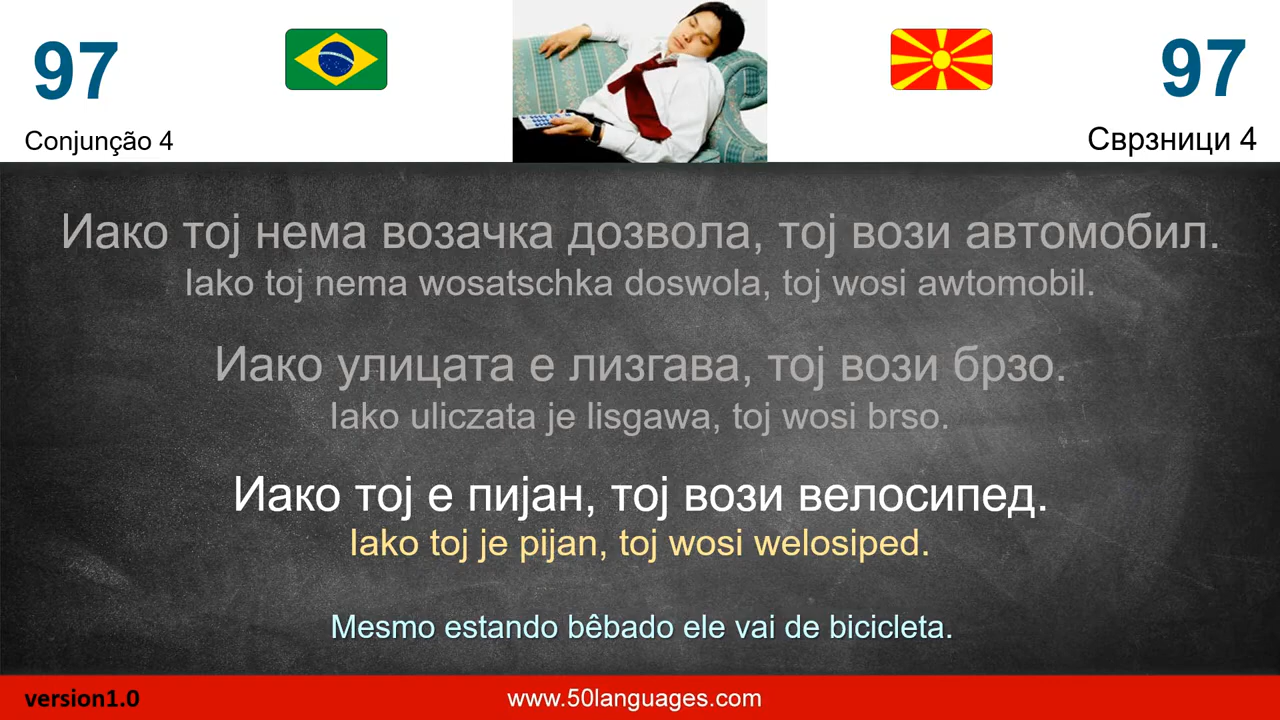 97
97
Conjunção 4
Сврзници 4
Иако тој нема возачка дозвола, тој вози автомобил.
Iako toj nema wosatschka doswola, toj wosi awtomobil.
Иако улицата е лизгава, тој вози брзо.
Iako uliczata je lisgawa, toj wosi brso.
Иако тој е пијан, тој вози велосипед.
Iako toj je pijan, toj wosi welosiped.
Mesmo estando bêbado ele vai de bicicleta.
version1.0
www.50languages.com